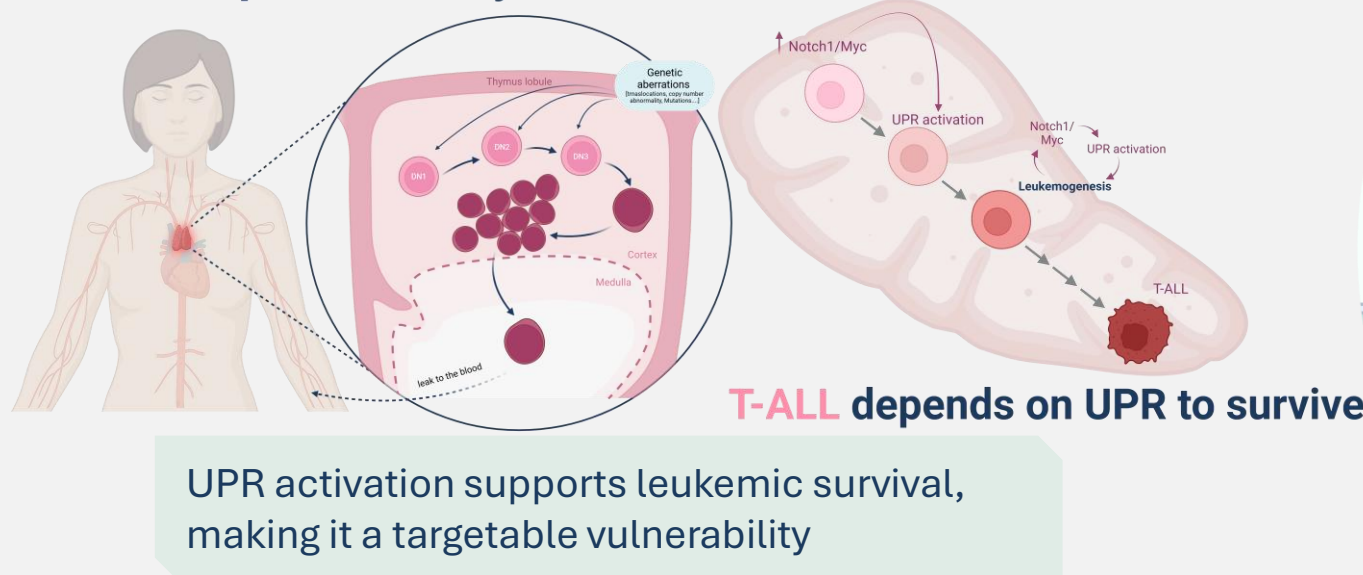 Thymus lobule
Genetic
aberrations
[tmaslocations, copy number
abnormality, Mutations....]
DN1
DN2
DN3
Cortex
Medulla
leak to the blood
Notch1/Myc
UPR activation
Notch1/
Myc
UPR activation
Leukemogenesis
T-ALL
T-ALL depends on UPR to survive
UPR activation supports leukemic survival,
making it a targetable vulnerability